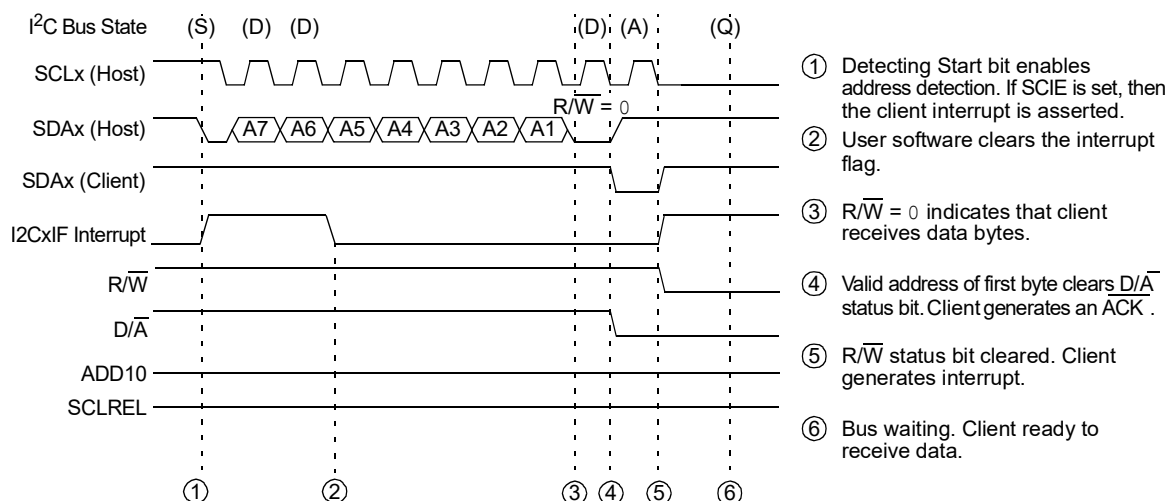 I²C Bus State (S) (D) (D) (D) (A) (Q)
SCLx (Host)
R/W̅ = 0
SDAx (Host) A7 A6 A5 A4 A3 A2 A1
SDAx (Client)
I2CxIF Interrupt
R/W̅
D/A̅
ADD10
SCLREL
① ② ③ ④ ⑤ ⑥
① Detecting Start bit enables
address detection. If SCIE is set, then
the client interrupt is asserted.
② User software clears the interrupt
flag.
③ R/W̅ = 0 indicates that client
receives data bytes.
④ Valid address of first byte clears D/A̅
status bit. Client generates an A̅C̅K̅ .
⑤ R/W̅ status bit cleared. Client
generates interrupt.
⑥ Bus waiting. Client ready to
receive data.